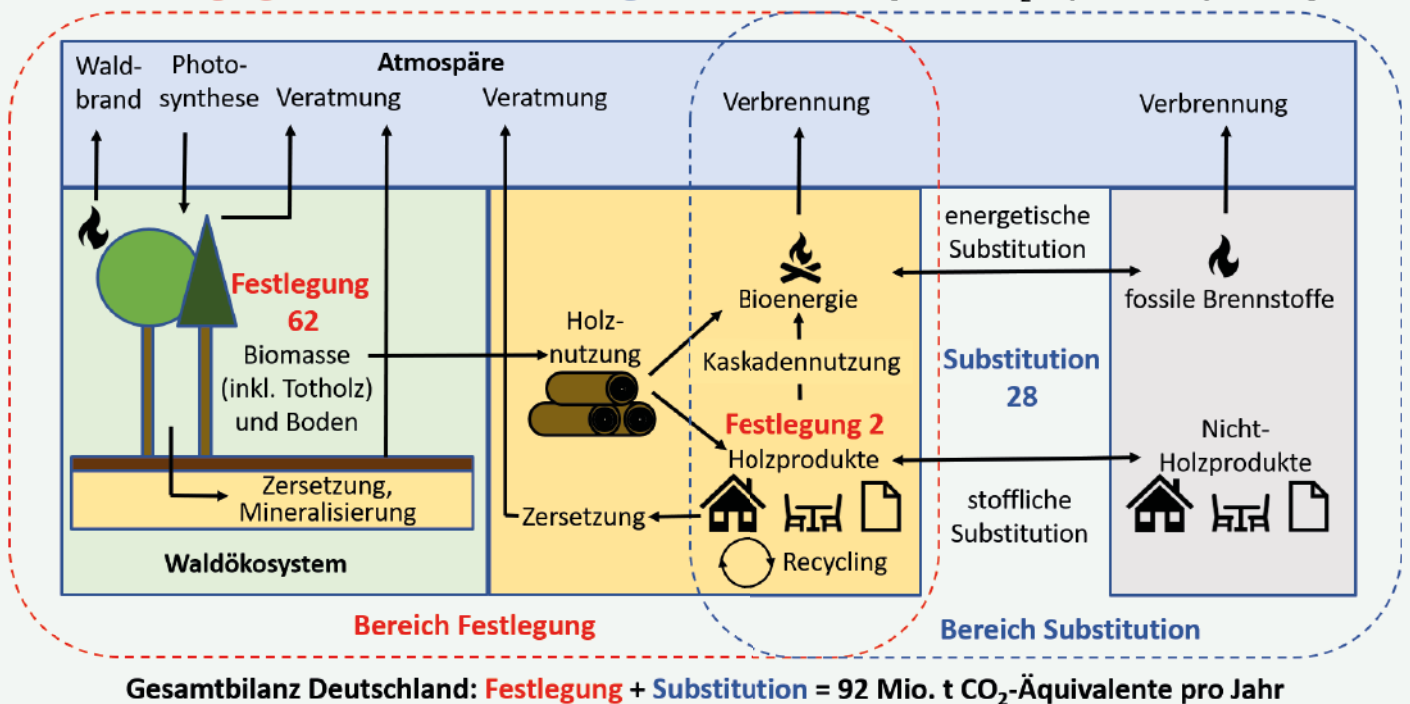 Wald-
brand
Photo-
synthese
Atmospäre
Veratmung
Veratmung
Verbrennung
Verbrennung
Festlegung
62
Biomasse
(inkl. Totholz)
und Boden
Zersetzung,
Mineralisierung
Waldökosystem
Holz-
nutzung
Bioenergie
Kaskadennutzung
Festlegung 2
Holzprodukte
Zersetzung
Recycling
energetische
Substitution
Substitution
28
stoffliche
Substitution
fossile Brennstoffe
Nicht-
Holzprodukte
Bereich Festlegung
Bereich Substitution
Gesamtbilanz Deutschland: Festlegung + Substitution = 92 Mio. t CO₂-Äquivalente pro Jahr